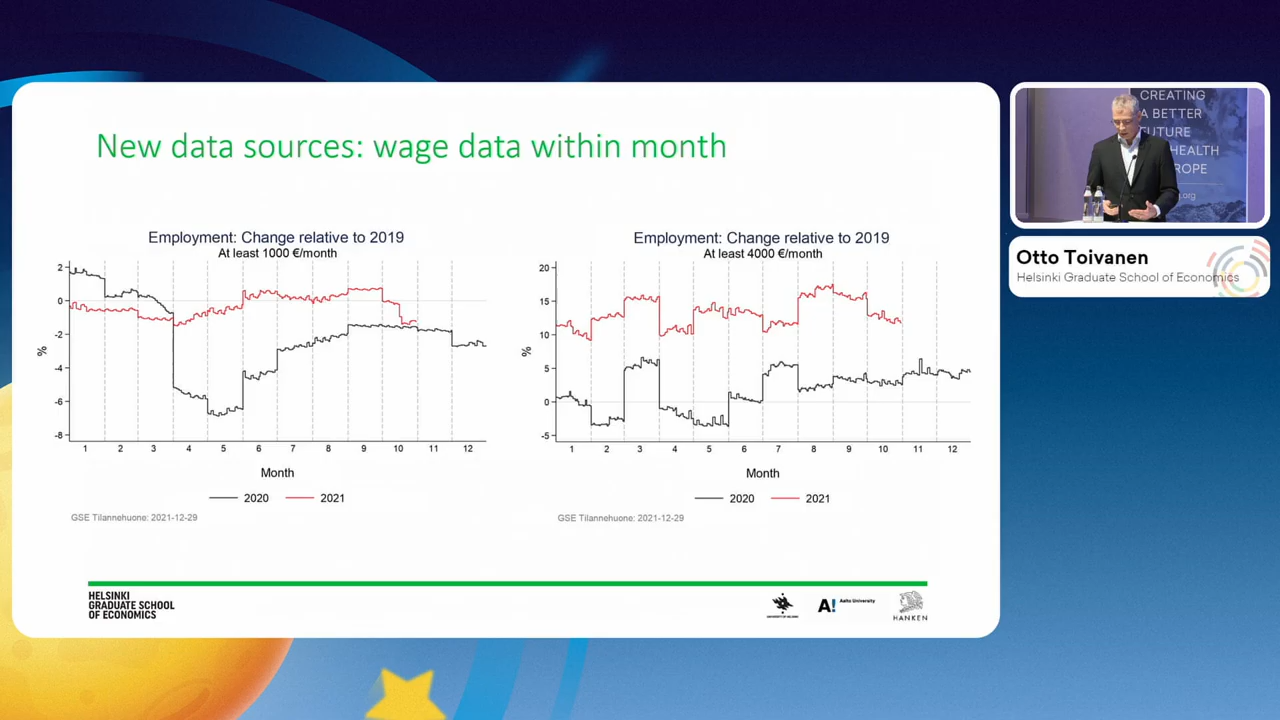 New data sources: wage data within month
Employment: Change relative to 2019
At least 1000 €/month
2
0
-2
-4
-6
-8
%
1 2 3 4 5 6 7 8 9 10 11 12
Month
2020 2021
GSE Tilannehuone: 2021-12-29
Employment: Change relative to 2019
At least 4000 €/month
20
15
10
5
0
-5
%
1 2 3 4 5 6 7 8 9 10 11 12
Month
2020 2021
GSE Tilannehuone: 2021-12-29
HELSINKI
GRADUATE SCHOOL
OF ECONOMICS
UNIVERSITY OF HELSINKI
A! Aalto University
HANKEN
CREATING
A BETTER
FUTURE
HEALTH
Otto Toivanen
Helsinki Graduate School of Economics